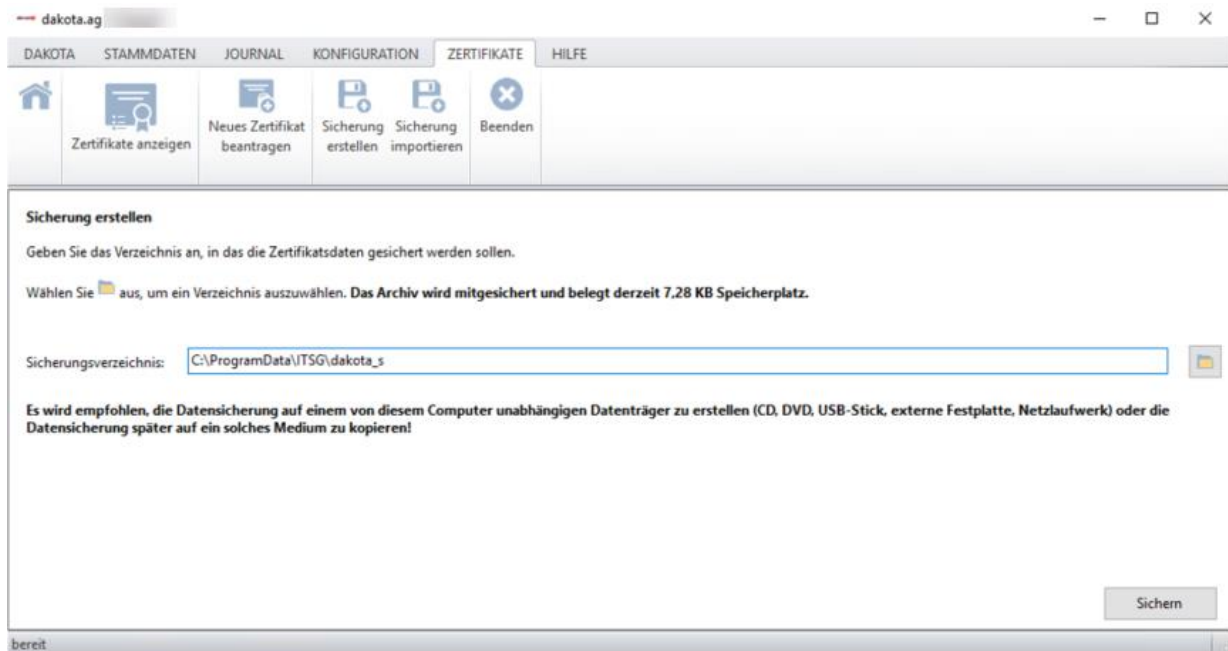 dakota.ag
DAKOTA STAMMDATEN JOURNAL KONFIGURATION ZERTIFIKATE HILFE
Zertifikate anzeigen
Neues Zertifikat
beantragen
Sicherung
erstellen
Sicherung
importieren
Beenden
Sicherung erstellen
Geben Sie das Verzeichnis an, in das die Zertifikatsdaten gesichert werden sollen.
Wählen Sie aus, um ein Verzeichnis auszuwählen. Das Archiv wird mitgesichert und belegt derzeit 7,28 KB Speicherplatz.
Sicherungsverzeichnis: C:\ProgramData\ITSG\dakota_s
Es wird empfohlen, die Datensicherung auf einem von diesem Computer unabhängigen Datenträger zu erstellen (CD, DVD, USB-Stick, externe Festplatte, Netzlaufwerk) oder die
Datensicherung später auf ein solches Medium zu kopieren!
Sichern
bereit